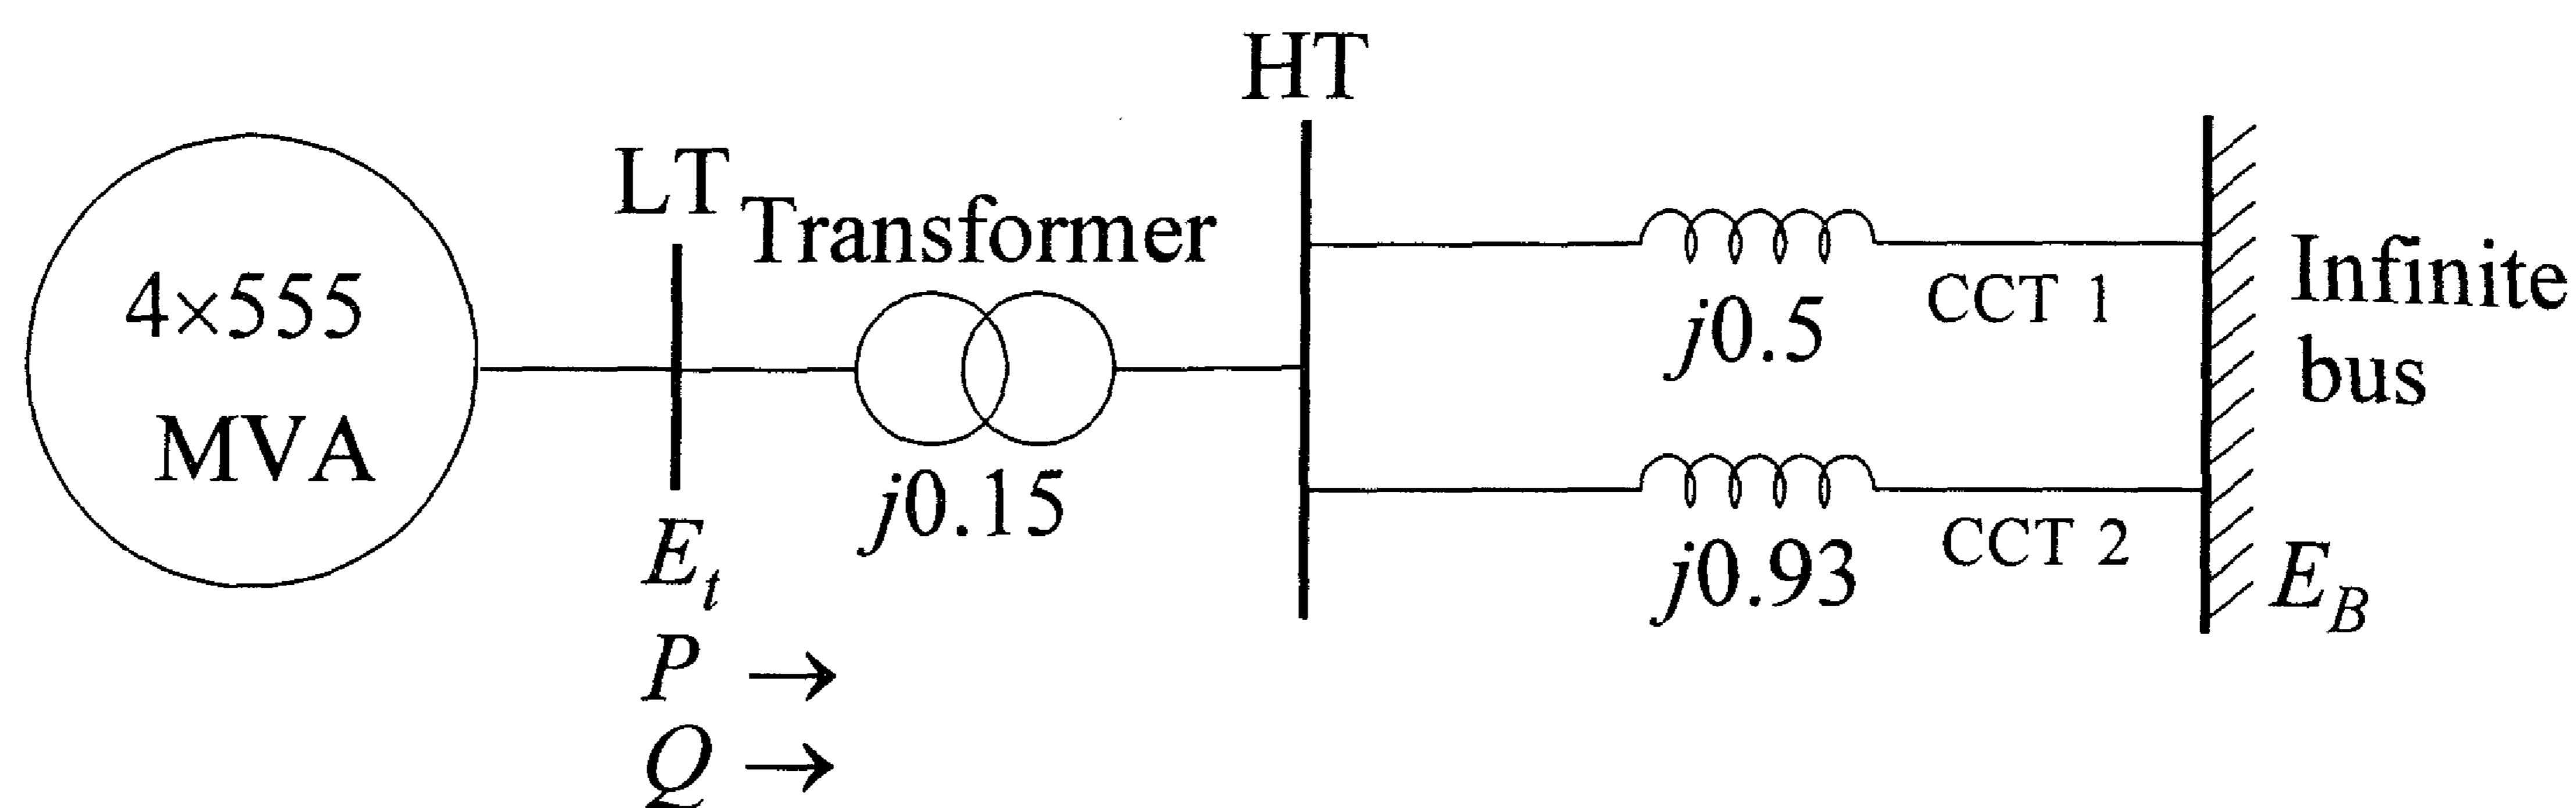 4×555
MVA
LT
E_t
P →
Q →
Transformer
j0.15
HT
j0.5
CCT 1
j0.93
CCT 2
Infinite
bus
E_B